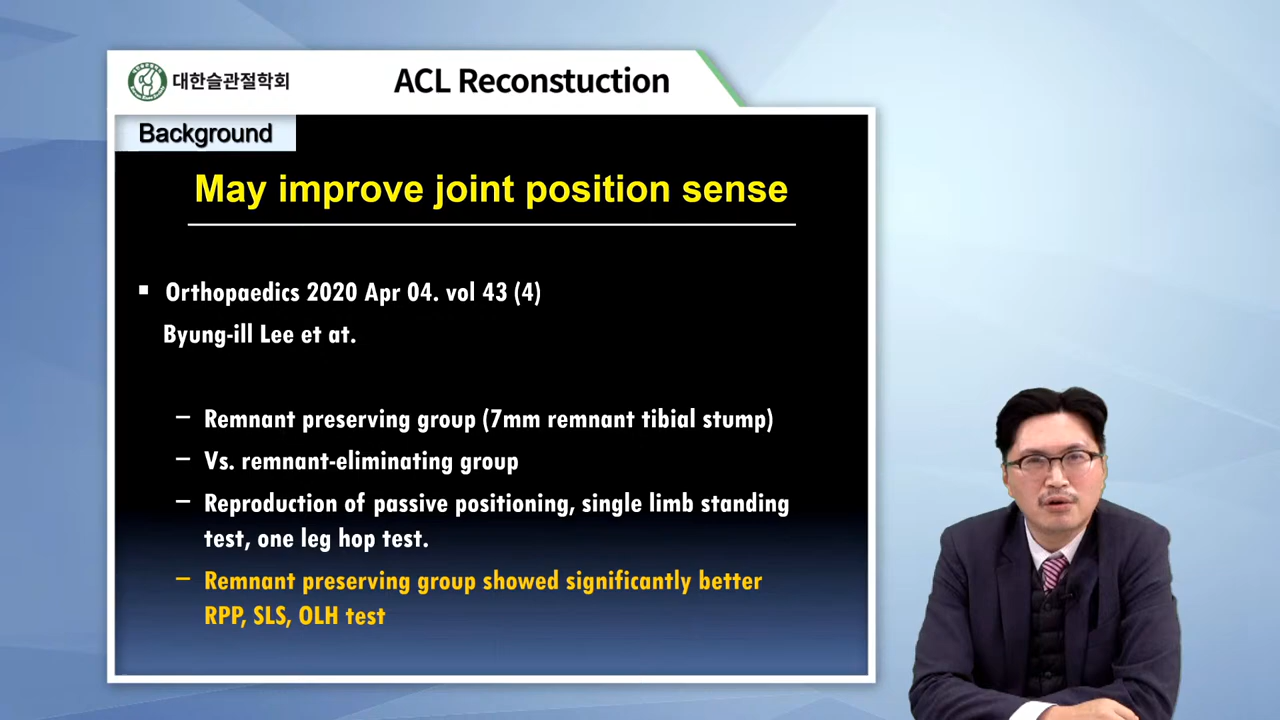 대한슬관절학회
ACL Reconstuction
Background
May improve joint position sense
▪ Orthopaedics 2020 Apr 04. vol 43 (4)
Byung-ill Lee et at.
– Remnant preserving group (7mm remnant tibial stump)
– Vs. remnant-eliminating group
– Reproduction of passive positioning, single limb standing
test, one leg hop test.
– Remnant preserving group showed significantly better
RPP, SLS, OLH test